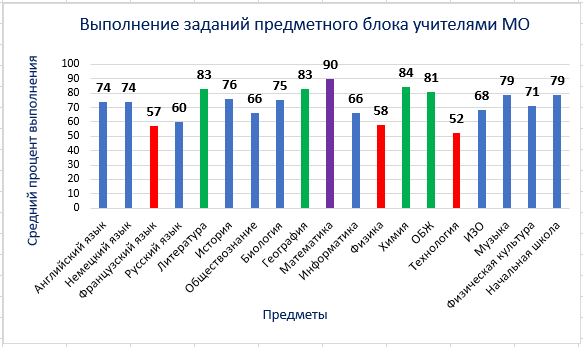 Выполнение заданий предметного блока учителями МО
Средний процент выполнения
100
90
80
70
60
50
40
30
20
10
0
74 74 57 60 83 76 66 75 83 90 66 58 84 81 52 68 79 71 79
Английский язык
Немецкий язык
Французский язык
Русский язык
Литература
История
Обществознание
Биология
География
Математика
Информатика
Физика
Химия
ОБЖ
Технология
ИЗО
Музыка
Физическая культура
Начальная школа
Предметы